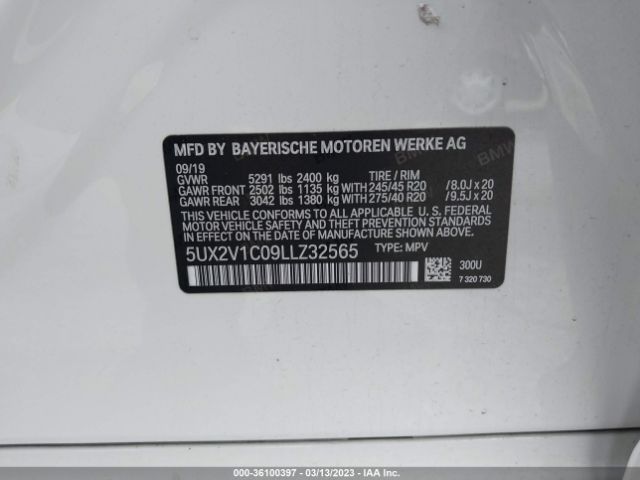 MFD BY BAYERISCHE MOTOREN WERKE AG
09/19
GVWR 5291 lbs 2400 kg TIRE / RIM
GAWR FRONT 2502 lbs 1135 kg WITH 245/45 R20 /8.0J x 20
GAWR REAR 3042 lbs 1380 kg WITH 275/40 R20 /9.5J x 20
THIS VEHICLE CONFORMS TO ALL APPLICABLE U. S. FEDERAL
MOTOR VEHICLE SAFETY, BUMPER, AND THEFT PREVENTION
STANDARDS IN EFFECT ON THE DATE OF MANUFACTURE SHOWN ABOVE.
5UX2V1C09LLZ32565 TYPE: MPV
300U
7 320 730
000-36100397 - 03/13/2023 - IAA Inc.